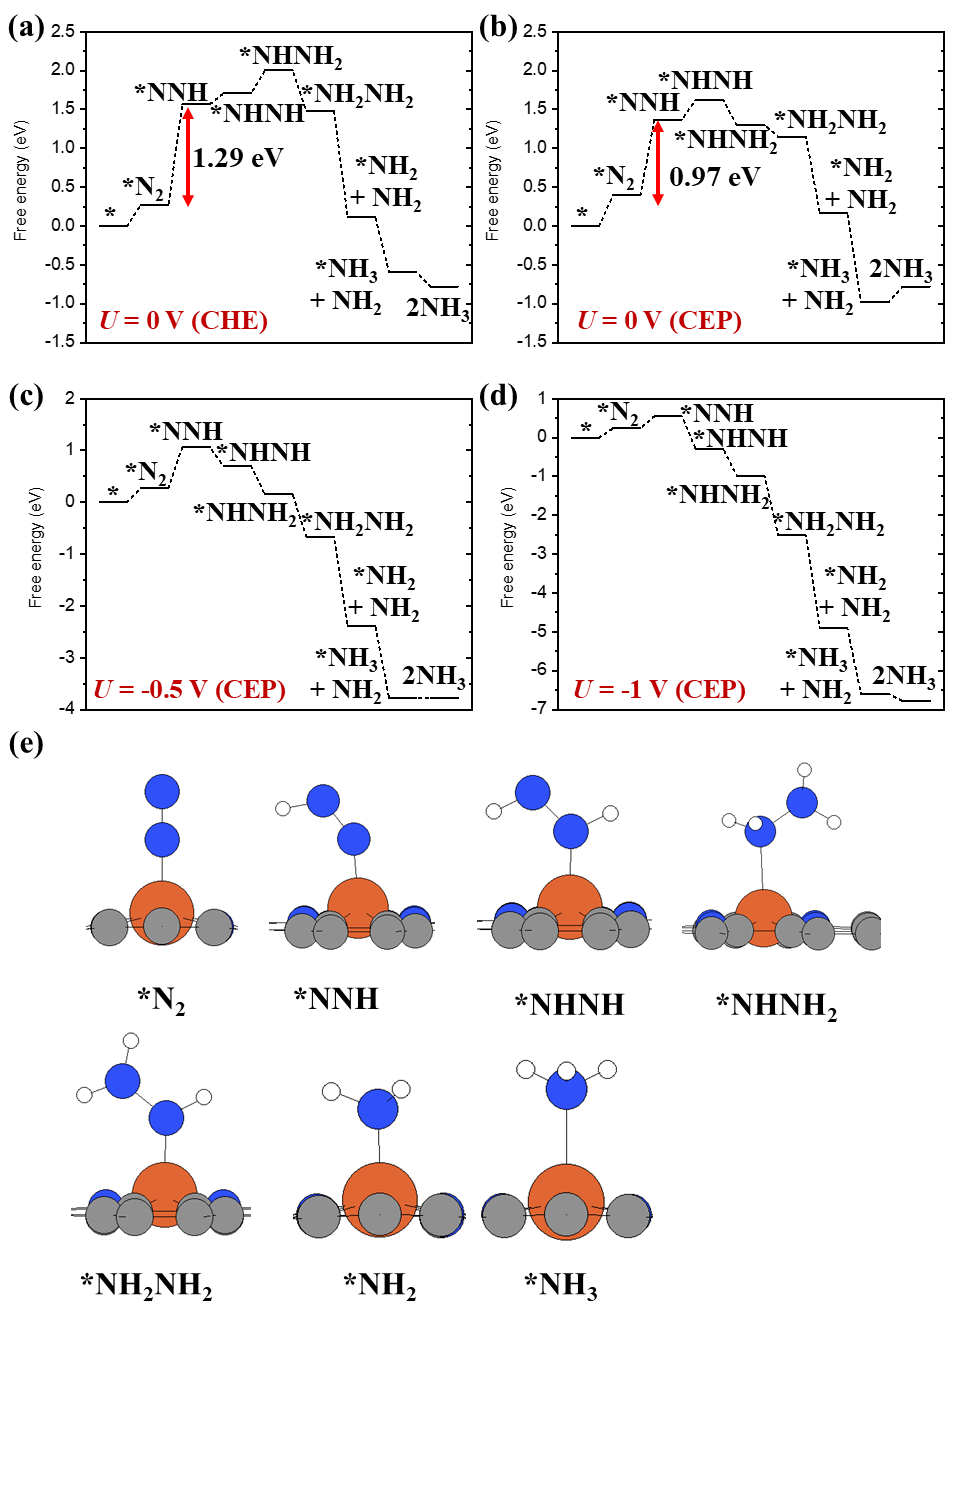 (a)
2.5
2.0
1.5
1.0
0.5
0.0
-0.5
-1.0
-1.5
Free energy (eV)
*
*N₂
*NNH
*NHNH
*NHNH₂
*NH₂NH₂
1.29 eV
*NH₂
+ NH₂
*NH₃
+ NH₂
2NH₃
U = 0 V (CHE)
(b)
2.5
2.0
1.5
1.0
0.5
0.0
-0.5
-1.0
-1.5
Free energy (eV)
*
*N₂
*NNH
*NHNH
*NHNH₂
*NH₂NH₂
0.97 eV
*NH₂
+ NH₂
*NH₃
+ NH₂
2NH₃
U = 0 V (CEP)
(c)
2
1
0
-1
-2
-3
-4
Free energy (eV)
*
*N₂
*NNH
*NHNH
*NHNH₂
*NH₂NH₂
*NH₂
+ NH₂
*NH₃
+ NH₂
2NH₃
U = -0.5 V (CEP)
(d)
1
0
-1
-2
-3
-4
-5
-6
-7
Free energy (eV)
*
*N₂
*NNH
*NHNH
*NHNH₂
*NH₂NH₂
*NH₂
+ NH₂
*NH₃
+ NH₂
2NH₃
U = -1 V (CEP)
(e)
*N₂
*NNH
*NHNH
*NHNH₂
*NH₂NH₂
*NH₂
*NH₃